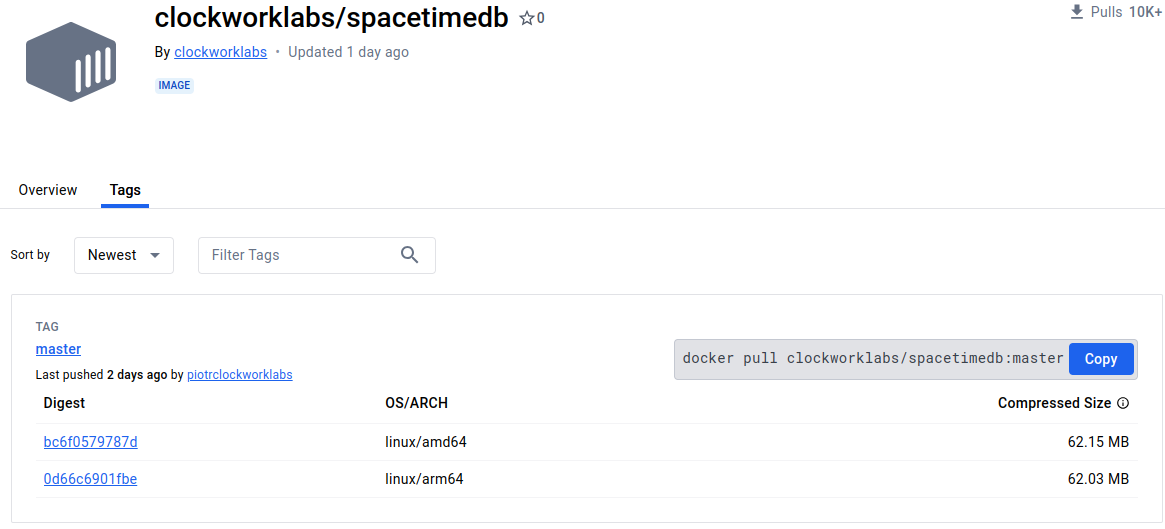 clockworklabs/spacetimedb ☆0
Pulls 10K+
By clockworklabs • Updated 1 day ago
IMAGE
Overview Tags
Sort by Newest Filter Tags
TAG
master
docker pull clockworklabs/spacetimedb:master Copy
Last pushed 2 days ago by piotrclockworklabs
Digest OS/ARCH Compressed Size
bc6f0579787d linux/amd64 62.15 MB
0d66c6901fbe linux/arm64 62.03 MB